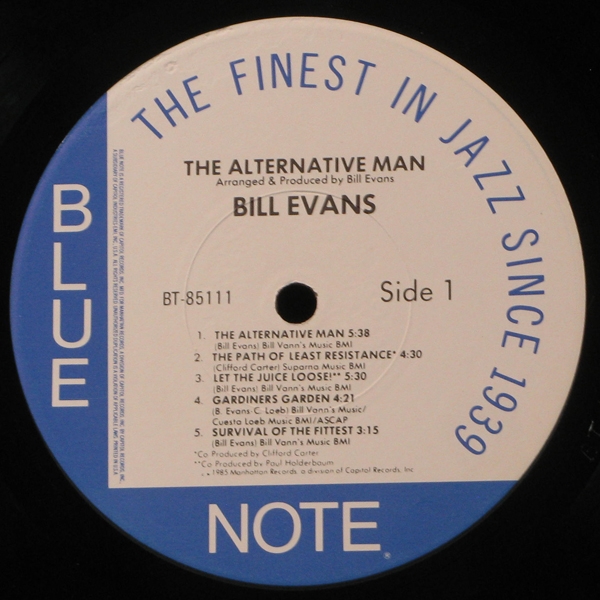 THE FINEST IN JAZZ SINCE 1939
THE ALTERNATIVE MAN
Arranged & Produced by Bill Evans
BILL EVANS
BT-85111
Side 1
1. THE ALTERNATIVE MAN 5:38
(Bill Evans) Bill Vann's Music BMI
2. THE PATH OF LEAST RESISTANCE* 4:30
(Clifford Carter) Suparna Music BMI
3. LET THE JUICE LOOSE!** 5:30
(Bill Evans) Bill Vann's Music BMI
4. GARDINERS GARDEN 4:21
(B. Evans-C. Loeb) Bill Vann's Music/
Cuesta Loeb Music BMI/ASCAP
5. SURVIVAL OF THE FITTEST 3:15
(Bill Evans) Bill Vann's Music BMI
*Co Produced by Clifford Carter
**Co Produced by Paul Holderbaum
1985 Manhattan Records, a division of Capitol Records, Inc
BLUE
NOTE
®